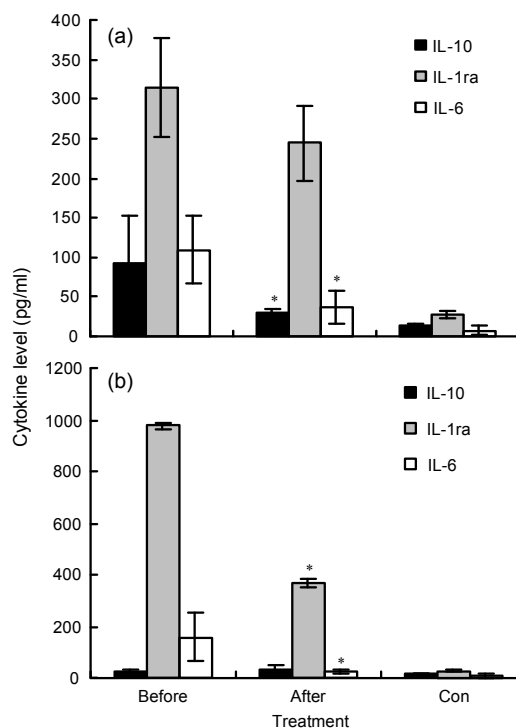 (a)
IL-10
IL-1ra
IL-6
400
350
300
250
200
150
100
50
0
* *
(b)
IL-10
IL-1ra
IL-6
1200
1000
800
600
400
200
0
* *
Cytokine level (pg/ml)
Before After Con
Treatment